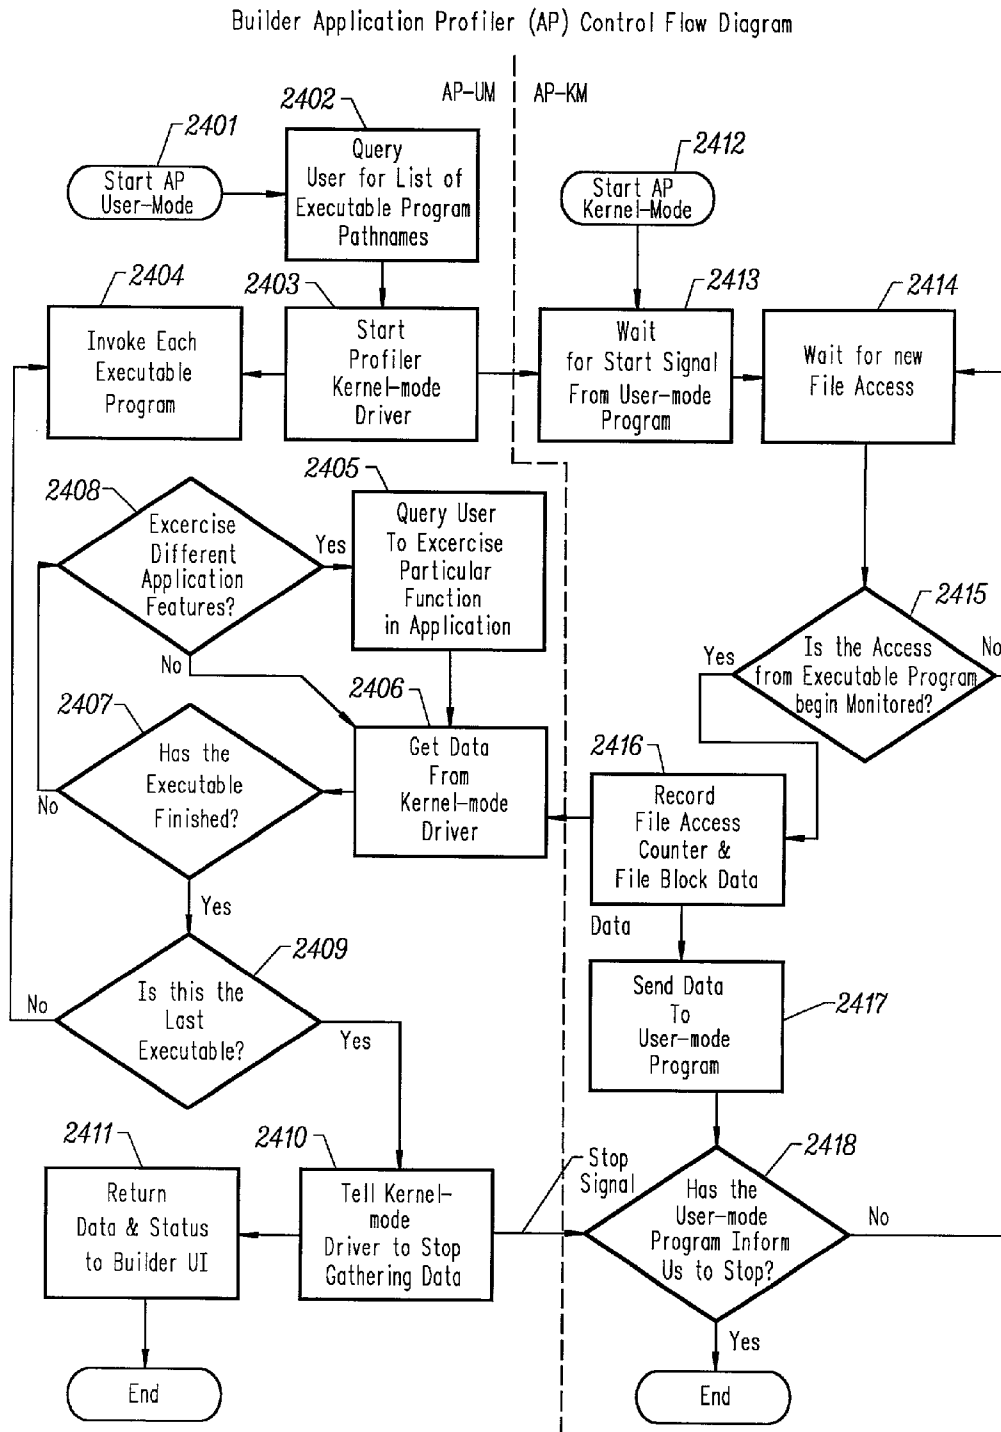 Builder Application Profiler (AP) Control Flow Diagram
AP-UM
AP-KM
2401
Start AP
User-Mode
2402
Query
User for List of
Executable Program
Pathnames
2412
Start AP
Kernel-Mode
2404
Invoke Each
Executable
Program
2403
Start
Profiler
Kernel-mode
Driver
2413
Wait
for Start Signal
From User-mode
Program
2414
Wait for new
File Access
2408
Excercise
Different
Application
Features?
Yes
No
2405
Query User
To Excercise
Particular
Function
in Application
2415
Is the Access
from Executable Program
begin Monitored?
Yes
No
2407
Has the
Executable
Finished?
No
Yes
2406
Get Data
From
Kernel-mode
Driver
2416
Record
File Access
Counter &
File Block Data
Data
2409
Is this the
Last
Executable?
No
Yes
2417
Send Data
To
User-mode
Program
2411
Return
Data & Status
to Builder UI
2410
Tell Kernel-
mode
Driver to Stop
Gathering Data
Stop
Signal
2418
Has the
User-mode
Program Inform
Us to Stop?
No
Yes
End
End